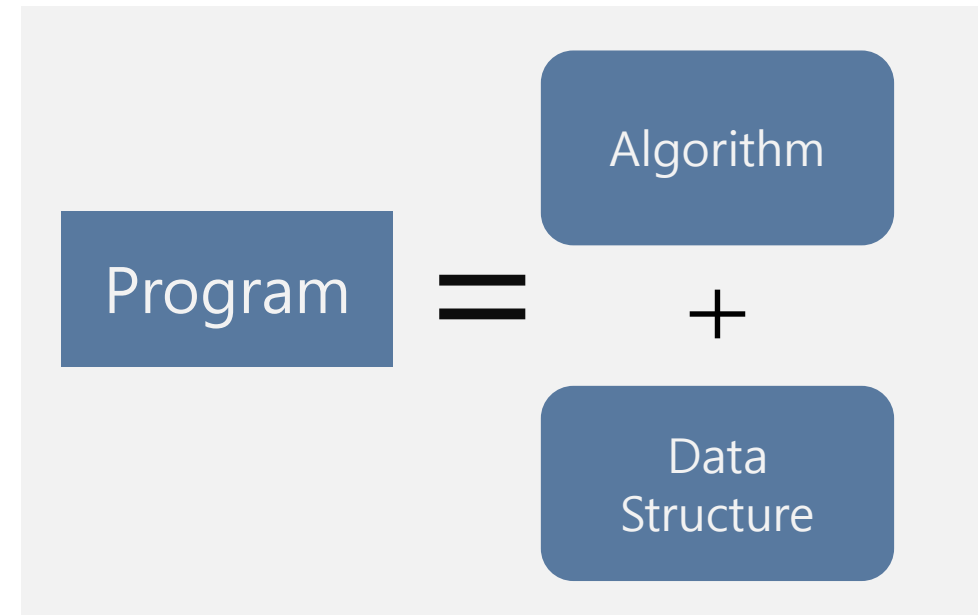 Program
=
Algorithm
+
Data
Structure